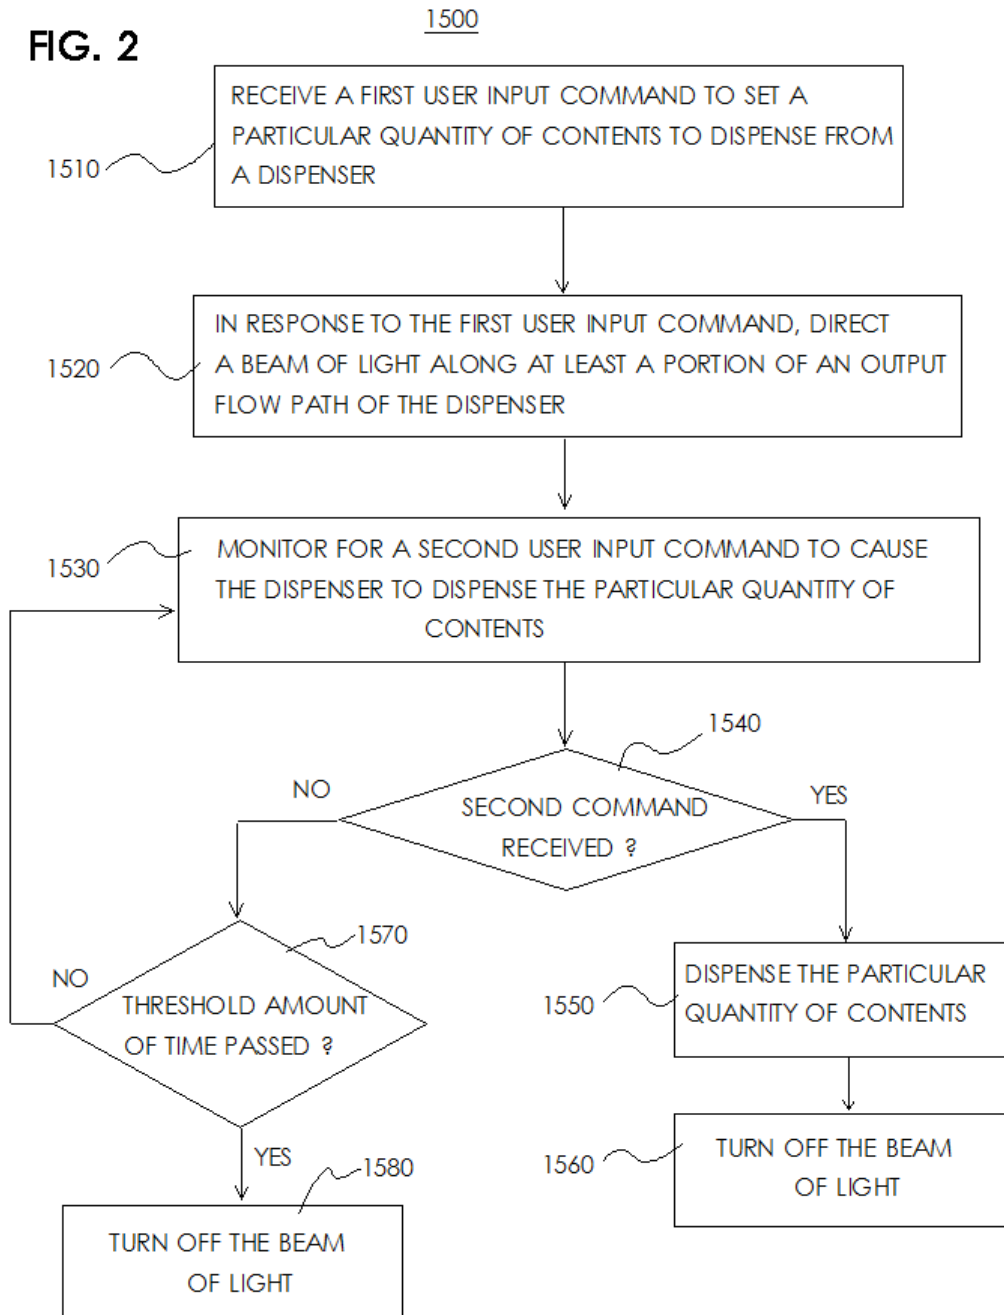 1500
FIG. 2
RECEIVE A FIRST USER INPUT COMMAND TO SET A
PARTICULAR QUANTITY OF CONTENTS TO DISPENSE FROM
A DISPENSER
1510
IN RESPONSE TO THE FIRST USER INPUT COMMAND, DIRECT
A BEAM OF LIGHT ALONG AT LEAST A PORTION OF AN OUTPUT
FLOW PATH OF THE DISPENSER
1520
MONITOR FOR A SECOND USER INPUT COMMAND TO CAUSE
THE DISPENSER TO DISPENSE THE PARTICULAR QUANTITY OF
CONTENTS
1530
1540
NO
SECOND COMMAND
RECEIVED ?
YES
1570
NO
THRESHOLD AMOUNT
OF TIME PASSED ?
DISPENSE THE PARTICULAR
QUANTITY OF CONTENTS
1550
YES
1580
TURN OFF THE BEAM
OF LIGHT
1560
TURN OFF THE BEAM
OF LIGHT